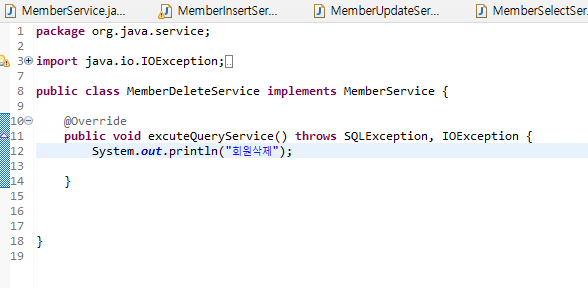 MemberService.ja...
MemberInsertSer...
MemberUpdateSer...
MemberSelectSer
1 package org.java.service;
2
3 import java.io.IOException;
7
8 public class MemberDeleteService implements MemberService {
9
10 @Override
11 public void excuteQueryService() throws SQLException, IOException {
12 System.out.println("회원삭제");
13
14 }
15
16
17
18 }
19